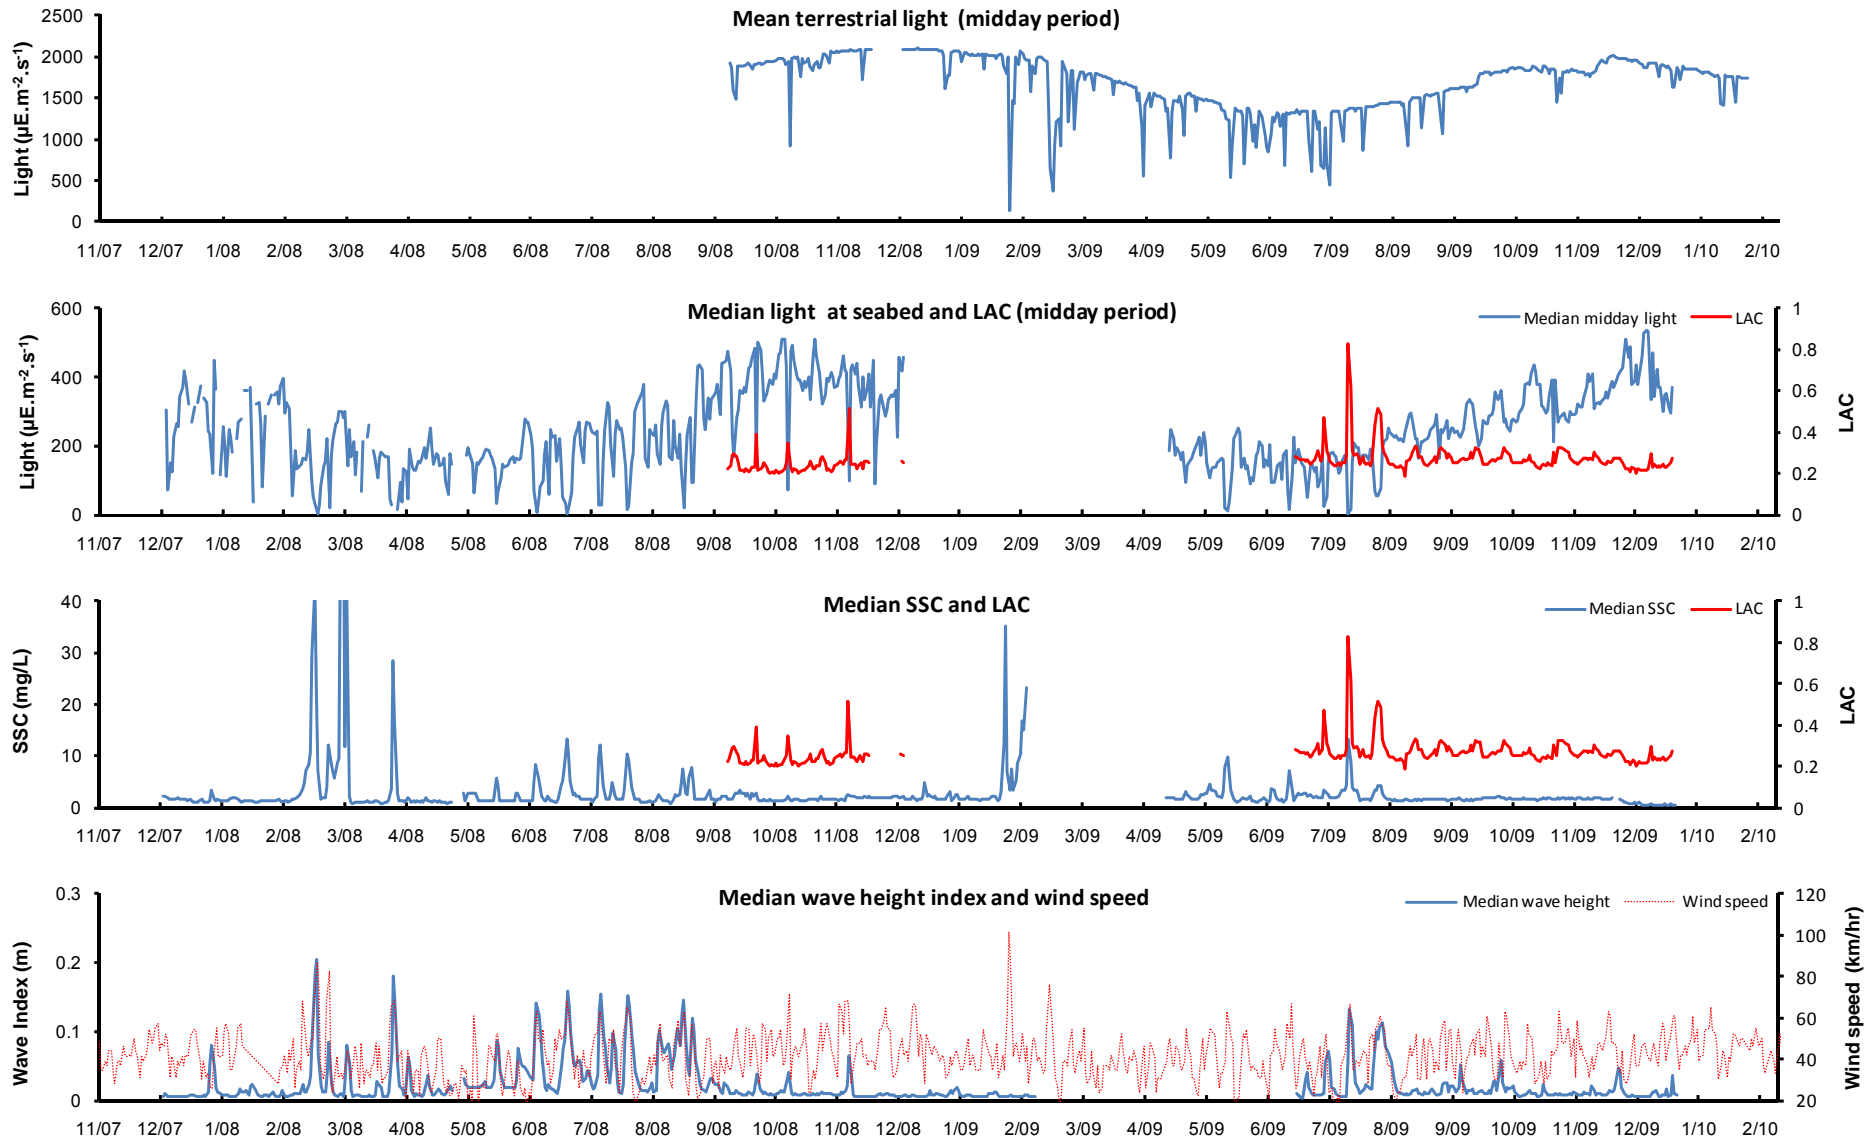 Mean terrestrial light (midday period)
Light (µE.m-2.s-1)
2500
2000
1500
1000
500
0
11/07 12/07 1/08 2/08 3/08 4/08 5/08 6/08 7/08 8/08 9/08 10/08 11/08 12/08 1/09 2/09 3/09 4/09 5/09 6/09 7/09 8/09 9/09 10/09 11/09 12/09 1/10 2/10
Median light at seabed and LAC (midday period)
Median midday light LAC
Light (µE.m-2.s-1)
600
400
200
0
1
0.8
0.6
0.4
0.2
0
LAC
11/07 12/07 1/08 2/08 3/08 4/08 5/08 6/08 7/08 8/08 9/08 10/08 11/08 12/08 1/09 2/09 3/09 4/09 5/09 6/09 7/09 8/09 9/09 10/09 11/09 12/09 1/10 2/10
Median SSC and LAC
Median SSC LAC
SSC (mg/L)
40
30
20
10
0
1
0.8
0.6
0.4
0.2
0
LAC
11/07 12/07 1/08 2/08 3/08 4/08 5/08 6/08 7/08 8/08 9/08 10/08 11/08 12/08 1/09 2/09 3/09 4/09 5/09 6/09 7/09 8/09 9/09 10/09 11/09 12/09 1/10 2/10
Median wave height index and wind speed
Median wave height Wind speed
Wave Index (m)
0.3
0.2
0.1
0
120
100
80
60
40
20
Wind speed (km/hr)
11/07 12/07 1/08 2/08 3/08 4/08 5/08 6/08 7/08 8/08 9/08 10/08 11/08 12/08 1/09 2/09 3/09 4/09 5/09 6/09 7/09 8/09 9/09 10/09 11/09 12/09 1/10 2/10